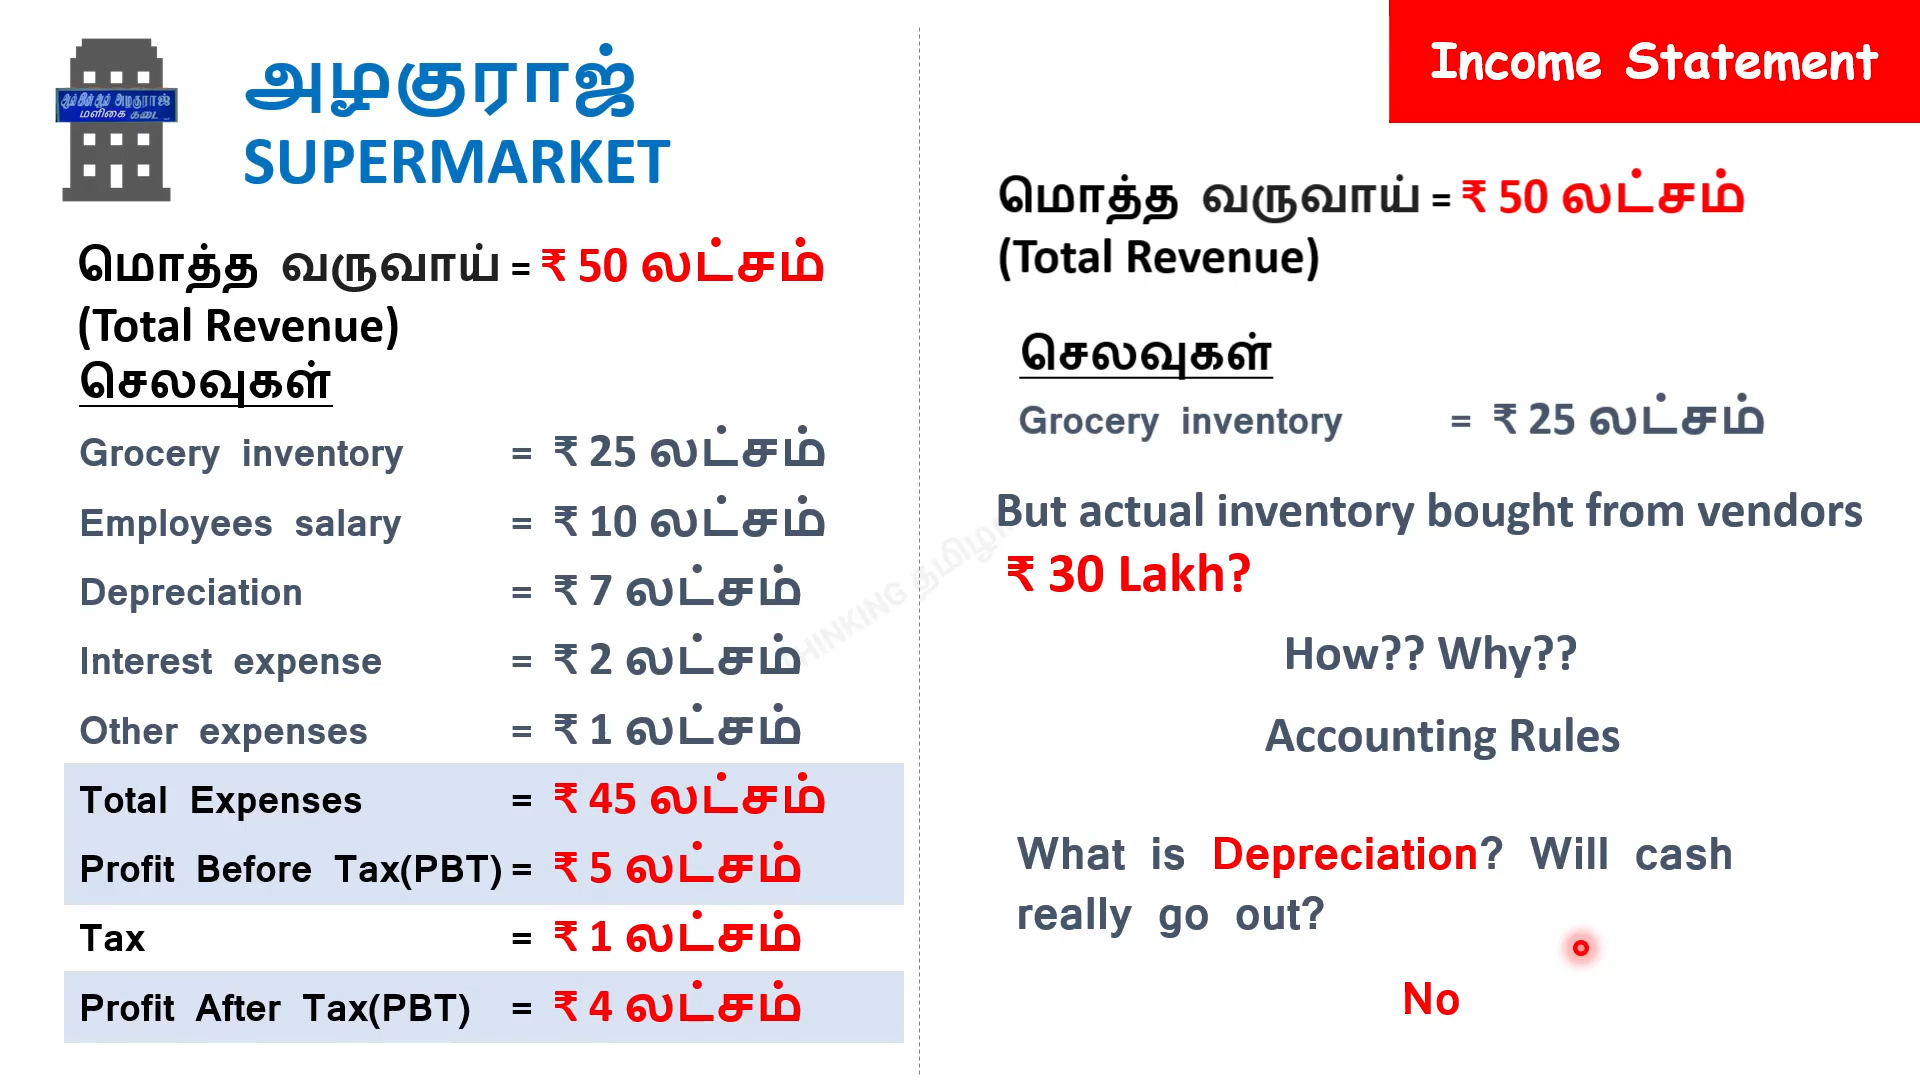 அழகுராஜ்
SUPERMARKET
மளிகை கடை
மொத்த வருவாய் = ₹ 50 லட்சம்
(Total Revenue)
செலவுகள்
Grocery inventory = ₹ 25 லட்சம்
Employees salary = ₹ 10 லட்சம்
Depreciation = ₹ 7 லட்சம்
Interest expense = ₹ 2 லட்சம்
Other expenses = ₹ 1 லட்சம்
Total Expenses = ₹ 45 லட்சம்
Profit Before Tax(PBT) = ₹ 5 லட்சம்
Tax = ₹ 1 லட்சம்
Profit After Tax(PBT) = ₹ 4 லட்சம்
Income Statement
மொத்த வருவாய் = ₹ 50 லட்சம்
(Total Revenue)
செலவுகள்
Grocery inventory = ₹ 25 லட்சம்
But actual inventory bought from vendors
₹ 30 Lakh?
How?? Why??
Accounting Rules
What is Depreciation? Will cash
really go out?
No